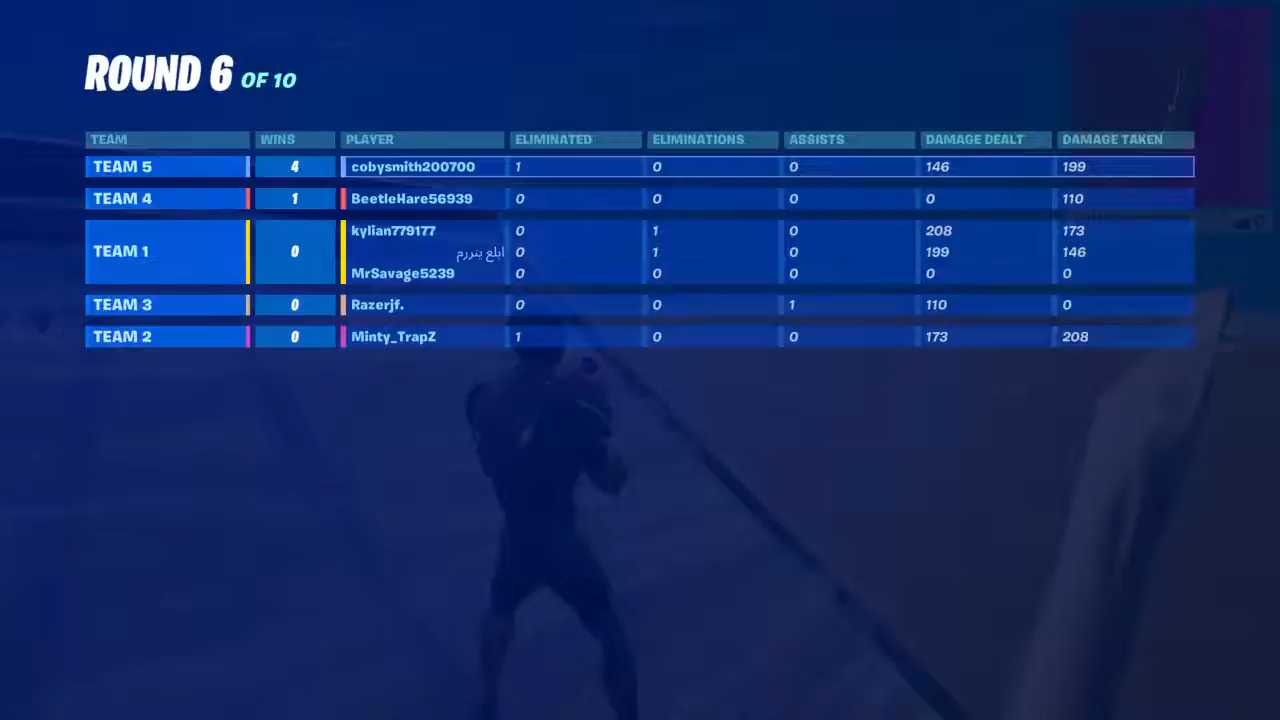 ROUND 6 OF 10
TEAM WINS PLAYER ELIMINATED ELIMINATIONS ASSISTS DAMAGE DEALT DAMAGE TAKEN
TEAM 5 4 cobysmith200700 1 0 0 146 199
TEAM 4 1 BeetleHare56939 0 0 0 0 110
kylian779177 0 1 0 208 173
TEAM 1 0 ابلع 0 1 0 199 146
MrSavage5239 0 0 0 0 0
TEAM 3 0 Razerjf. 0 0 1 110 0
TEAM 2 0 Minty_TrapZ 1 0 0 173 208